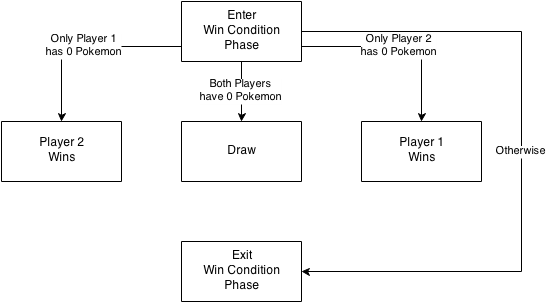 Enter
Win Condition
Phase
Only Player 1
has 0 Pokemon
Only Player 2
has 0 Pokemon
Both Players
have 0 Pokemon
Player 2
Wins
Draw
Player 1
Wins
Otherwise
Exit
Win Condition
Phase